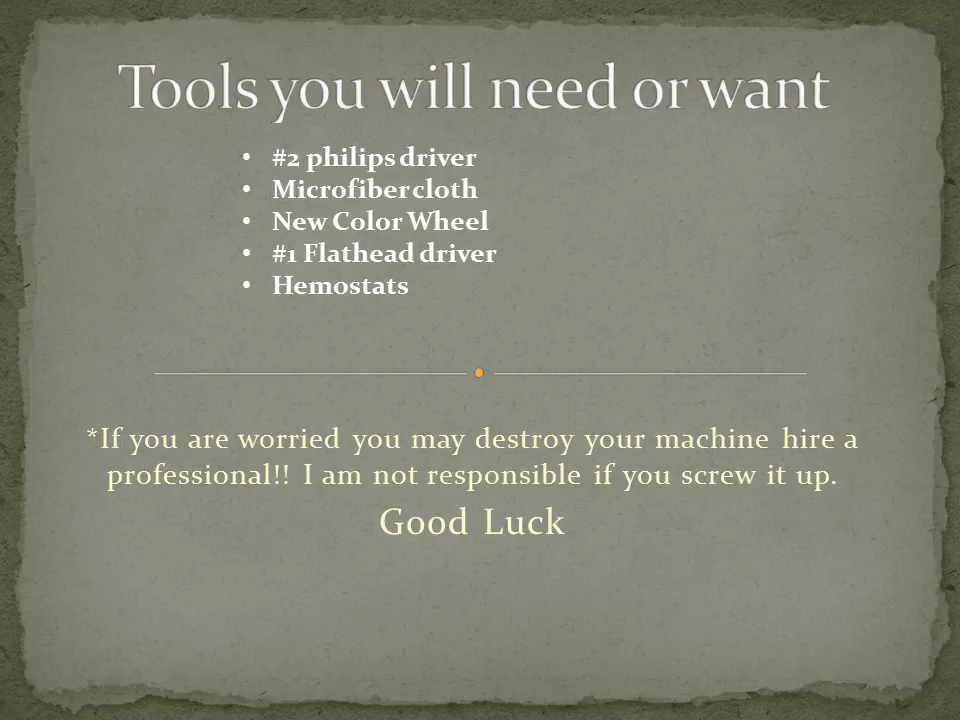 Tools you will need or want
• #2 philips driver
• Microfiber cloth
• New Color Wheel
• #1 Flathead driver
• Hemostats
*If you are worried you may destroy your machine hire a
professional!! I am not responsible if you screw it up.
Good Luck